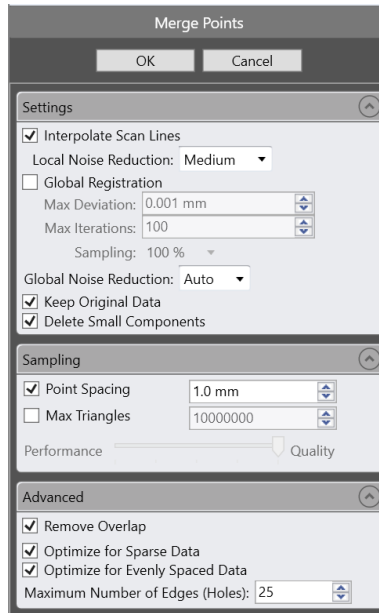 Merge Points
OK Cancel
Settings
Interpolate Scan Lines
Local Noise Reduction: Medium
Global Registration
Max Deviation: 0.001 mm
Max Iterations: 100
Sampling: 100 %
Global Noise Reduction: Auto
Keep Original Data
Delete Small Components
Sampling
Point Spacing 1.0 mm
Max Triangles 10000000
Performance Quality
Advanced
Remove Overlap
Optimize for Sparse Data
Optimize for Evenly Spaced Data
Maximum Number of Edges (Holes): 25